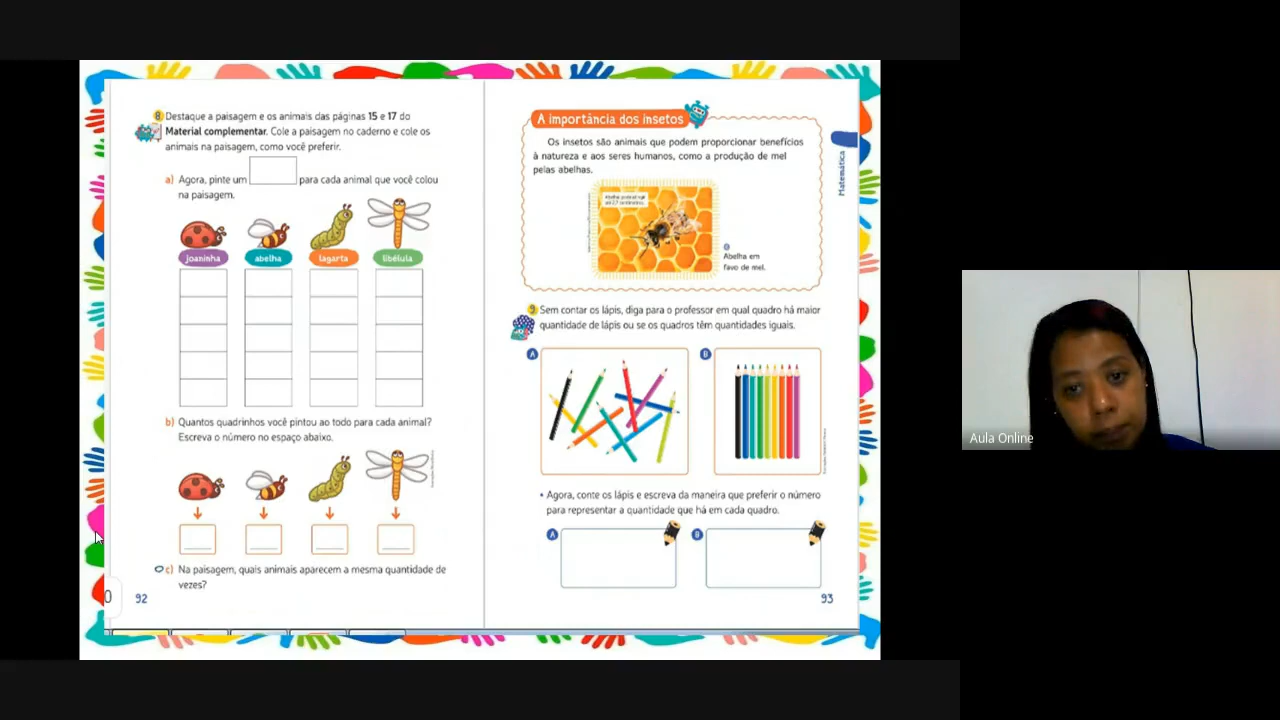 8 Destaque a paisagem e os animais das páginas 15 e 17 do
Material complementar. Cole a paisagem no caderno e cole os
animais na paisagem, como você preferir.
a) Agora, pinte um para cada animal que você colou
na paisagem.
joaninha abelha lagarta libélula
b) Quantos quadrinhos você pintou ao todo para cada animal?
Escreva o número no espaço abaixo.
c) Na paisagem, quais animais aparecem a mesma quantidade de
vezes?
92
A importância dos insetos
Os insetos são animais que podem proporcionar benefícios
à natureza e aos seres humanos, como a produção de mel
pelas abelhas.
Abelha em
favo de mel.
Matemática
9 Sem contar os lápis, diga para o professor em qual quadro há maior
quantidade de lápis ou se os quadros têm quantidades iguais.
A B
• Agora, conte os lápis e escreva da maneira que preferir o número
para representar a quantidade que há em cada quadro.
A B
93
Aula Online